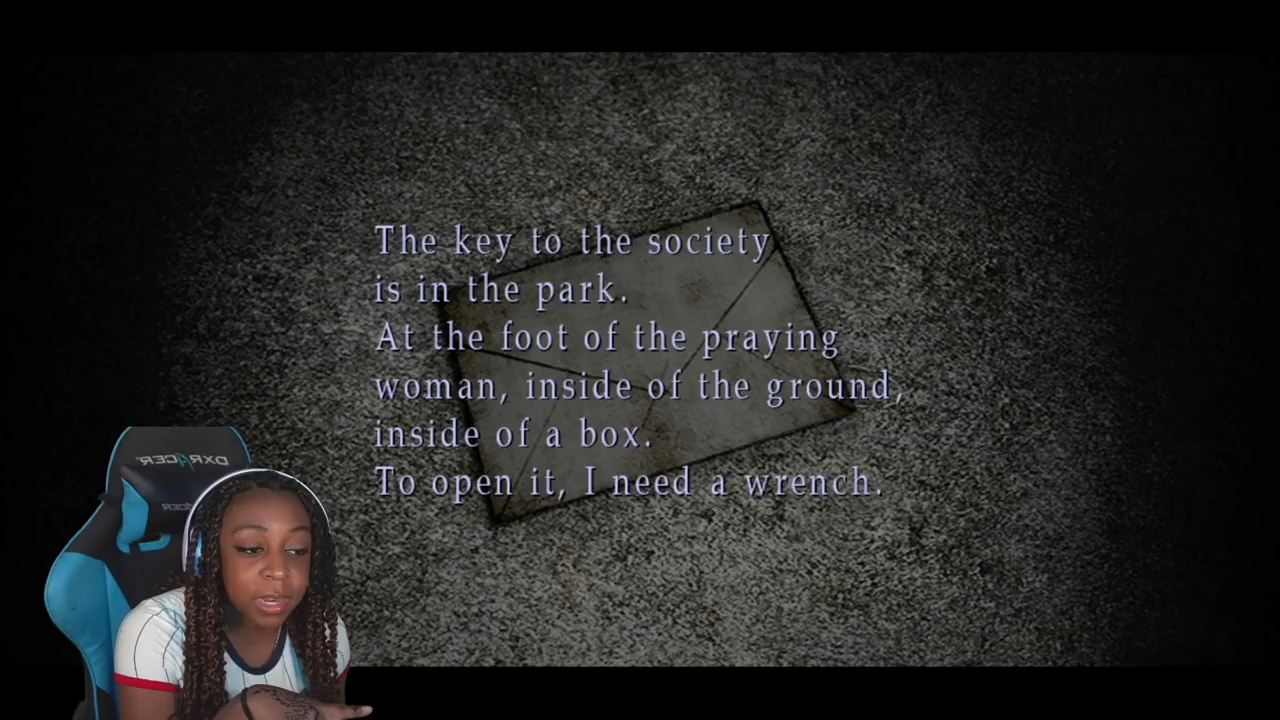 The key to the society
is in the park.
At the foot of the praying
woman, inside of the ground,
inside of a box.
To open it, I need a wrench.
DXRACER